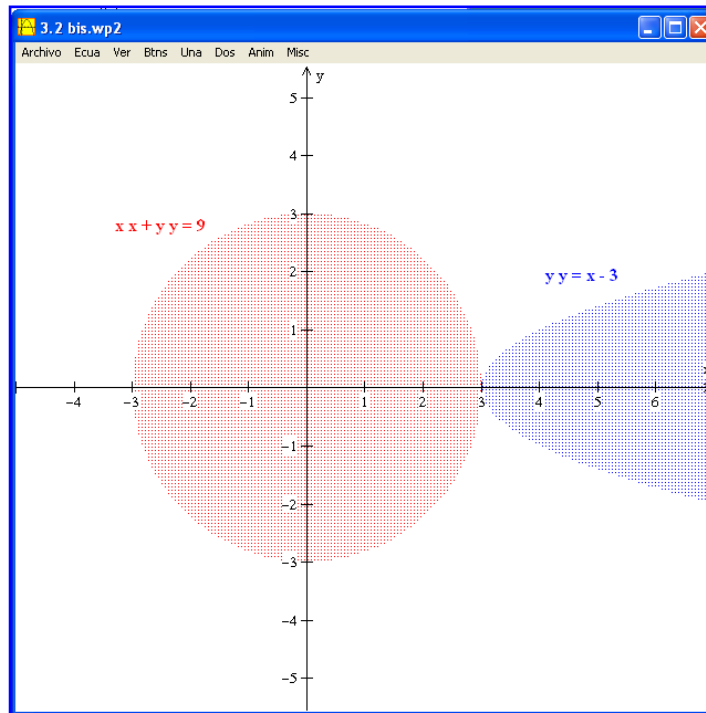 3.2 bis.wp2
Archivo Ecua Ver Btns Una Dos Anim Misc
y
5
4
x x + y y = 9
3
y y = x - 3
2
1
-4 -3 -2 -1 1 2 3 4 5 6
-1
-2
-3
-4
-5